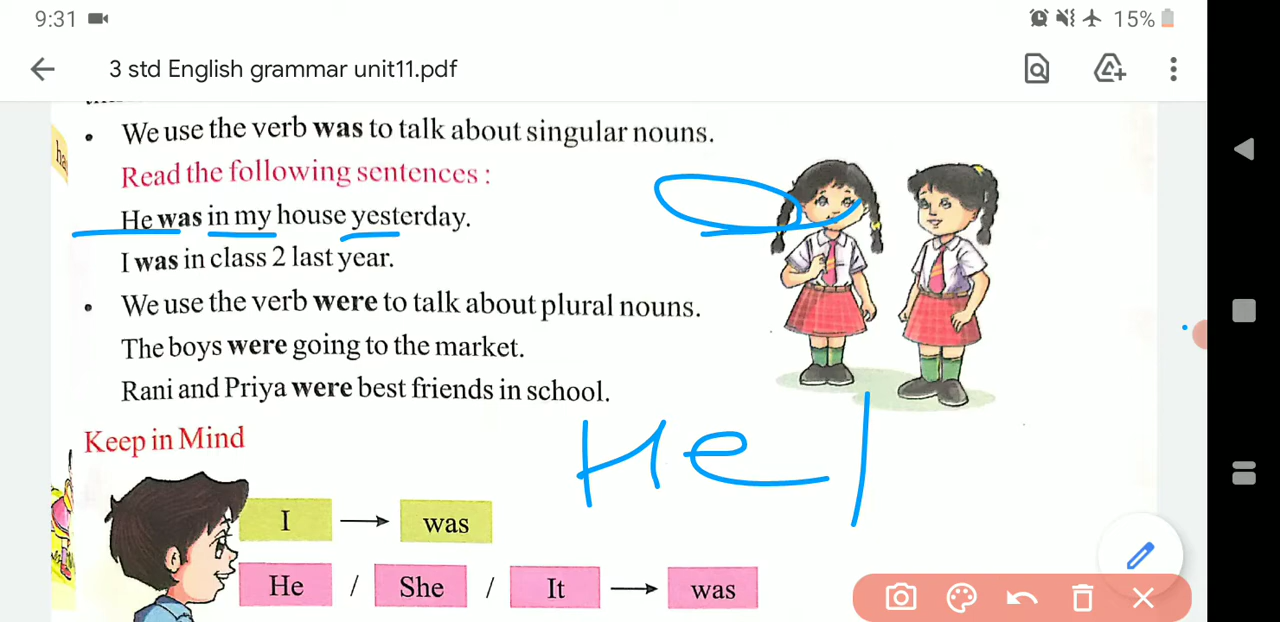 9:31
15%
3 std English grammar unit11.pdf
We use the verb was to talk about singular nouns.
Read the following sentences :
He was in my house yesterday.
I was in class 2 last year.
We use the verb were to talk about plural nouns.
The boys were going to the market.
Rani and Priya were best friends in school.
He
Keep in Mind
I → was
He / She / It → was